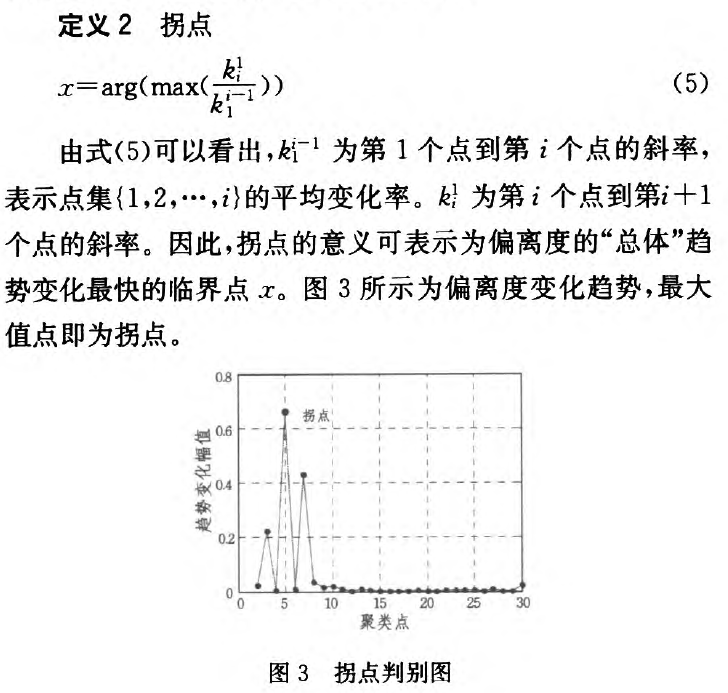 定义2 拐点
x=arg(max(\frac{k_i^1}{k_1^{i-1}})) (5)
由式(5)可以看出,k_1^{i-1} 为第 1 个点到第 i 个点的斜率,
表示点集{1,2,…,i}的平均变化率。k_i^1 为第 i 个点到第i+1
个点的斜率。因此,拐点的意义可表示为偏离度的“总体”趋
势变化最快的临界点 x。图 3 所示为偏离度变化趋势,最大
值点即为拐点。
0.8
0.6
0.4
0.2
0
趋势变化幅值
拐点
0 5 10 15 20 25 30
聚类点
图 3 拐点判别图